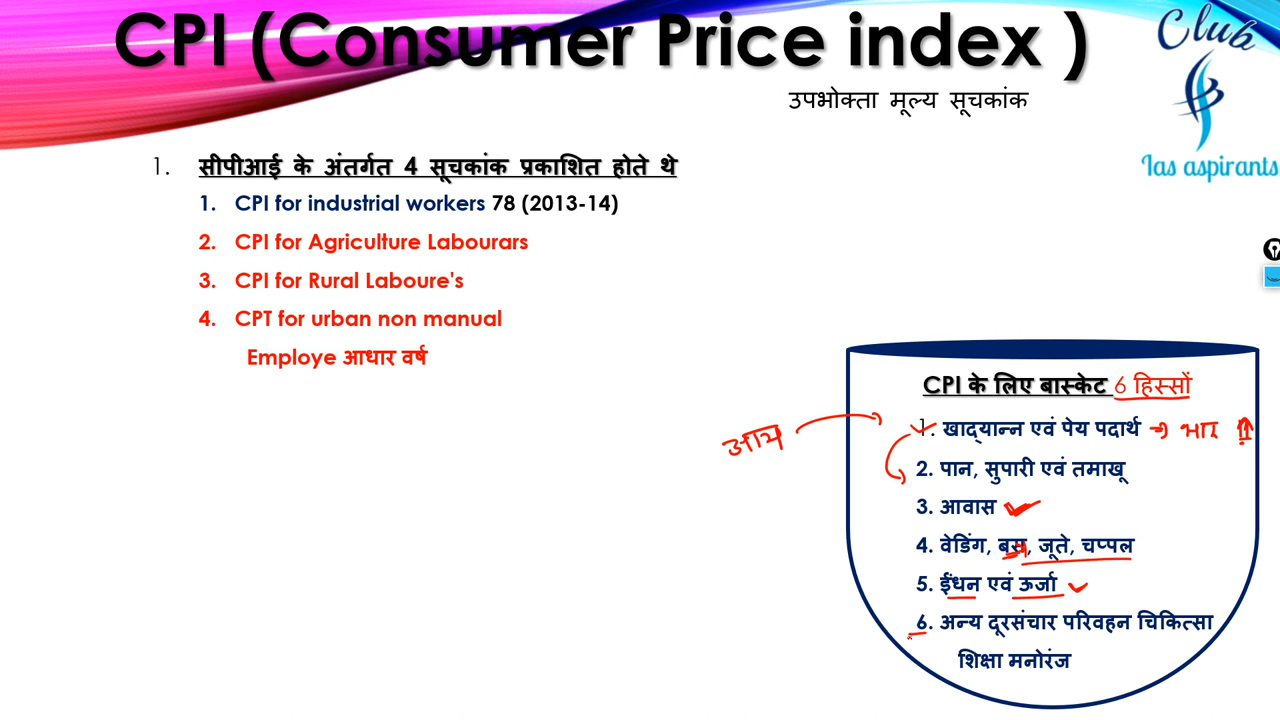 CPI (Consumer Price index )
Club
Ias aspirants
उपभोक्ता मूल्य सूचकांक
1. सीपीआई के अंतर्गत 4 सूचकांक प्रकाशित होते थे
1. CPI for industrial workers 78 (2013-14)
2. CPI for Agriculture Labourars
3. CPI for Rural Laboure's
4. CPT for urban non manual
Employe आधार वर्ष
CPI के लिए बास्केट 6 हिस्सों
आय
1. खाद्यान्न एवं पेय पदार्थ → भार ↑
2. पान, सुपारी एवं तमाखू
3. आवास
4. वेडिंग, बस, जूते, चप्पल
5. ईंधन एवं ऊर्जा
6. अन्य दूरसंचार परिवहन चिकित्सा
शिक्षा मनोरंज